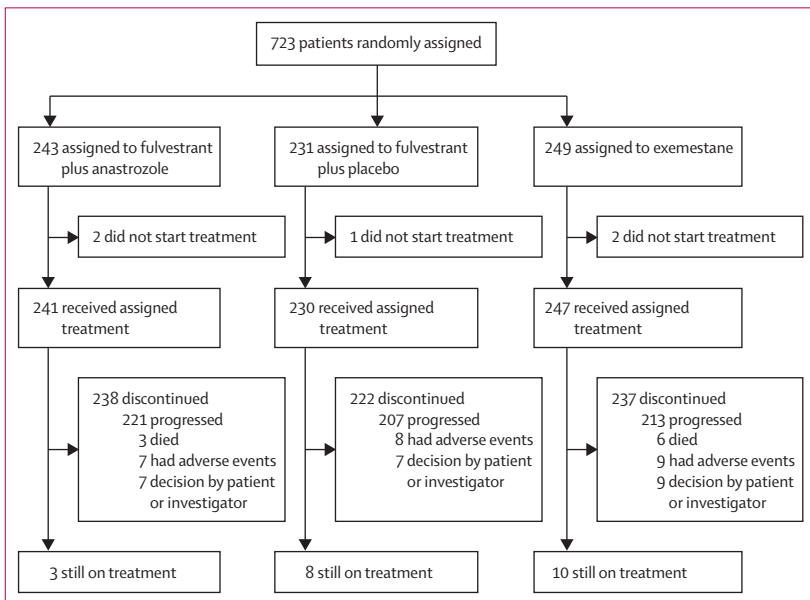 723 patients randomly assigned
243 assigned to fulvestrant
plus anastrozole
231 assigned to fulvestrant
plus placebo
249 assigned to exemestane
2 did not start treatment
1 did not start treatment
2 did not start treatment
241 received assigned
treatment
230 received assigned
treatment
247 received assigned
treatment
238 discontinued
221 progressed
3 died
7 had adverse events
7 decision by patient
or investigator
222 discontinued
207 progressed
8 had adverse events
7 decision by patient
or investigator
237 discontinued
213 progressed
6 died
9 had adverse events
9 decision by patient
or investigator
3 still on treatment
8 still on treatment
10 still on treatment